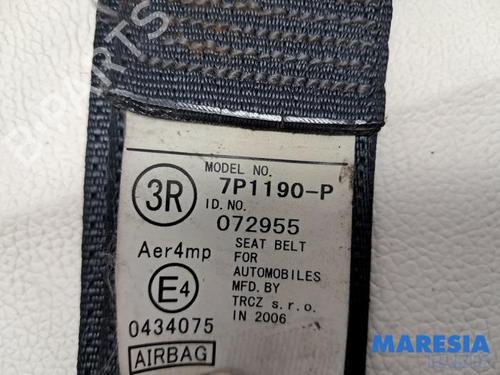 MODEL NO.
7P1190-P
3R
I D. NO.
072955
Aer4mp
SEAT BELT
FOR
AUTOMOBILES
MFD. BY
TRCZ s. r. o.
IN 2006
E4
0434075
AIRBAG
MARESIA
PARTS